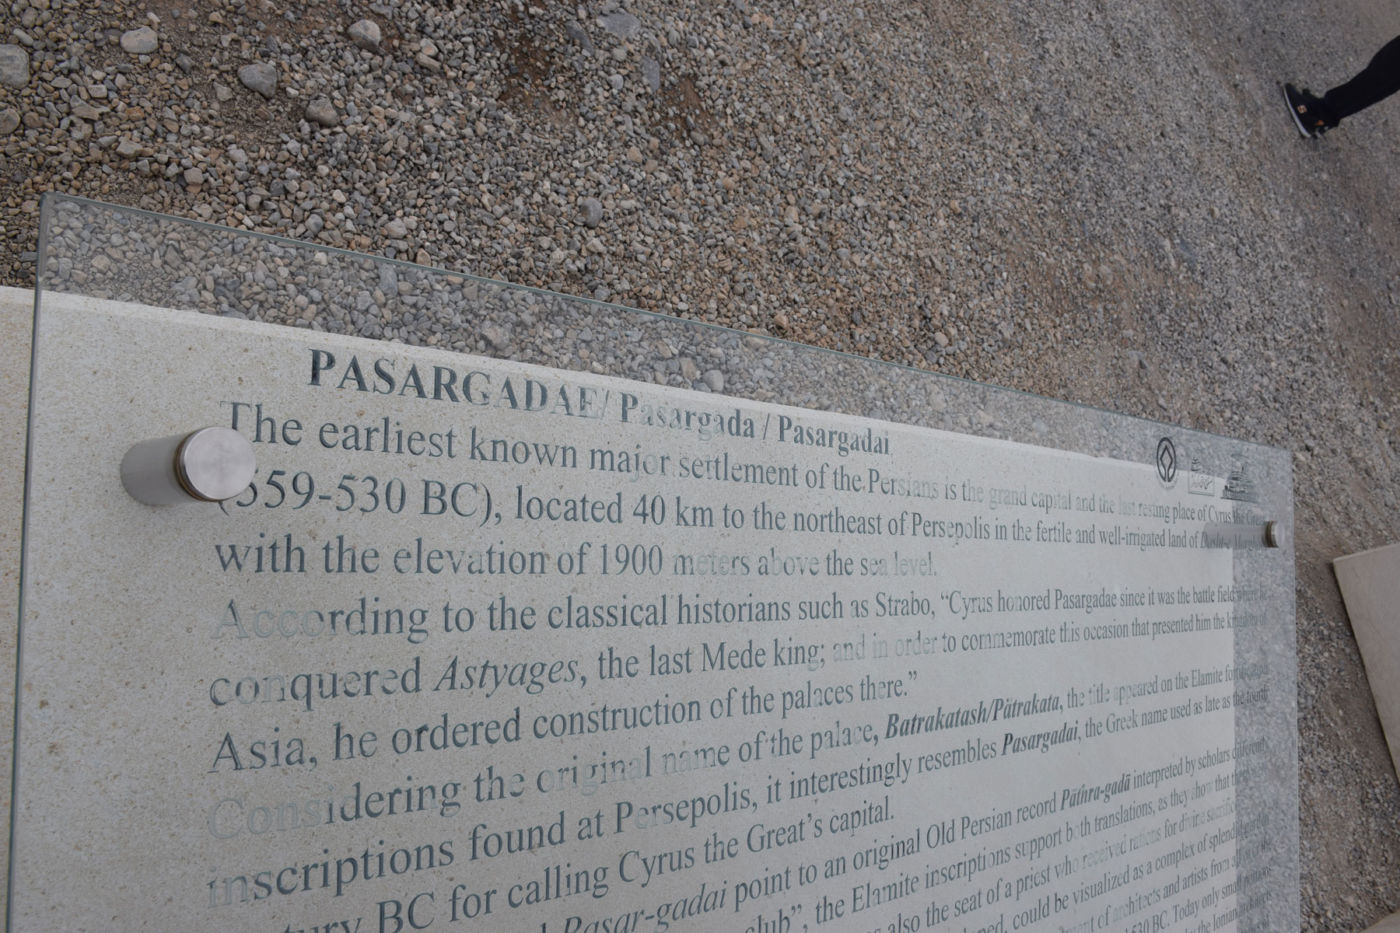 PASARGADAE/ Pasargada / Pasargadai
The earliest known major settlement of the Persians is the grand capital and the last resting place of Cyrus the Great
(559-530 BC), located 40 km to the northeast of Persepolis in the fertile and well-irrigated land of
with the elevation of 1900 meters above the sea level.
According to the classical historians such as Strabo, “Cyrus honored Pasargadae since it was the battle field where he
conquered Astyages, the last Mede king; and in order to commemorate this occasion that presented him the kingdom of
Asia, he ordered construction of the palaces there.”
Considering the original name of the palace, Batrakatash/Pātrakata, the title appeared on the Elamite fortification
inscriptions found at Persepolis, it interestingly resembles Pasargadai, the Greek name used as late as the fourth
BC for calling Cyrus the Great’s capital.
Pasar-gadai point to an original Old Persian record Pāthra-gadā interpreted by scholars differently
club”, the Elamite inscriptions support both translations, as they show that
also the seat of a priest who received rations for divine
could be visualized as a complex of splendid
of architects and artists from
530 BC. Today only small
by the Ionian